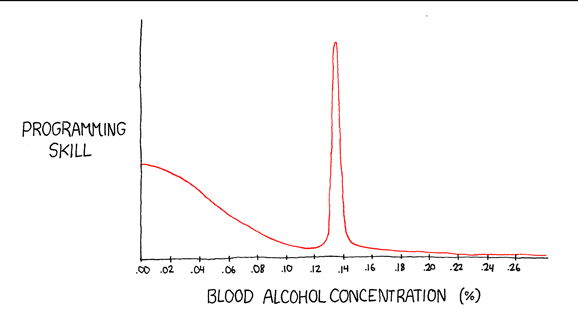 PROGRAMMING
SKILL
.00 .02 .04 .06 .08 .10 .12 .14 .16 .18 .20 .22 .24 .26
BLOOD ALCOHOL CONCENTRATION (%)